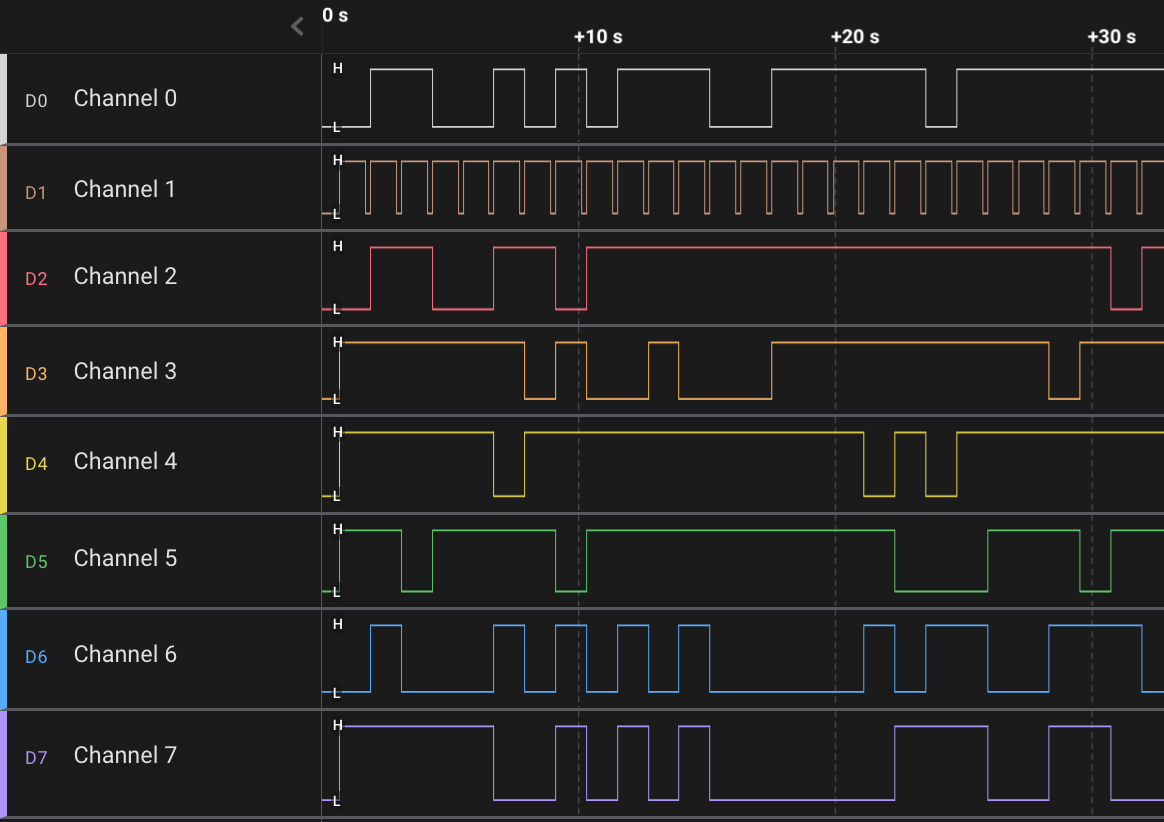 0 s
+10 s +20 s +30 s
H
D0 Channel 0
L
H
D1 Channel 1
L
H
D2 Channel 2
L
H
D3 Channel 3
L
H
D4 Channel 4
L
H
D5 Channel 5
L
H
D6 Channel 6
L
H
D7 Channel 7
L